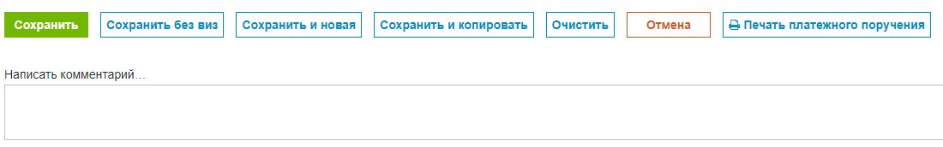 Сохранить Сохранить без виз Сохранить и новая Сохранить и копировать Очистить Отмена Печать платежного поручения
Написать комментарий...